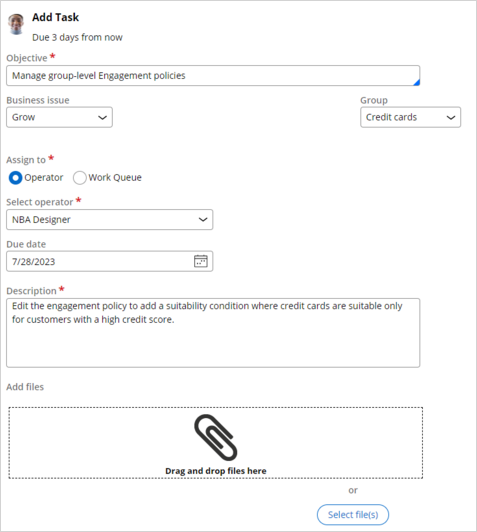 Add Task
Due 3 days from now
Objective *
Manage group-level Engagement policies
Business issue
Group
Grow
Credit cards
Assign to *
Operator
Work Queue
Select operator *
NBA Designer
Due date
7/28/2023
Description *
Edit the engagement policy to add a suitability condition where credit cards are suitable only
for customers with a high credit score.
Add files
Drag and drop files here
or
Select file(s)